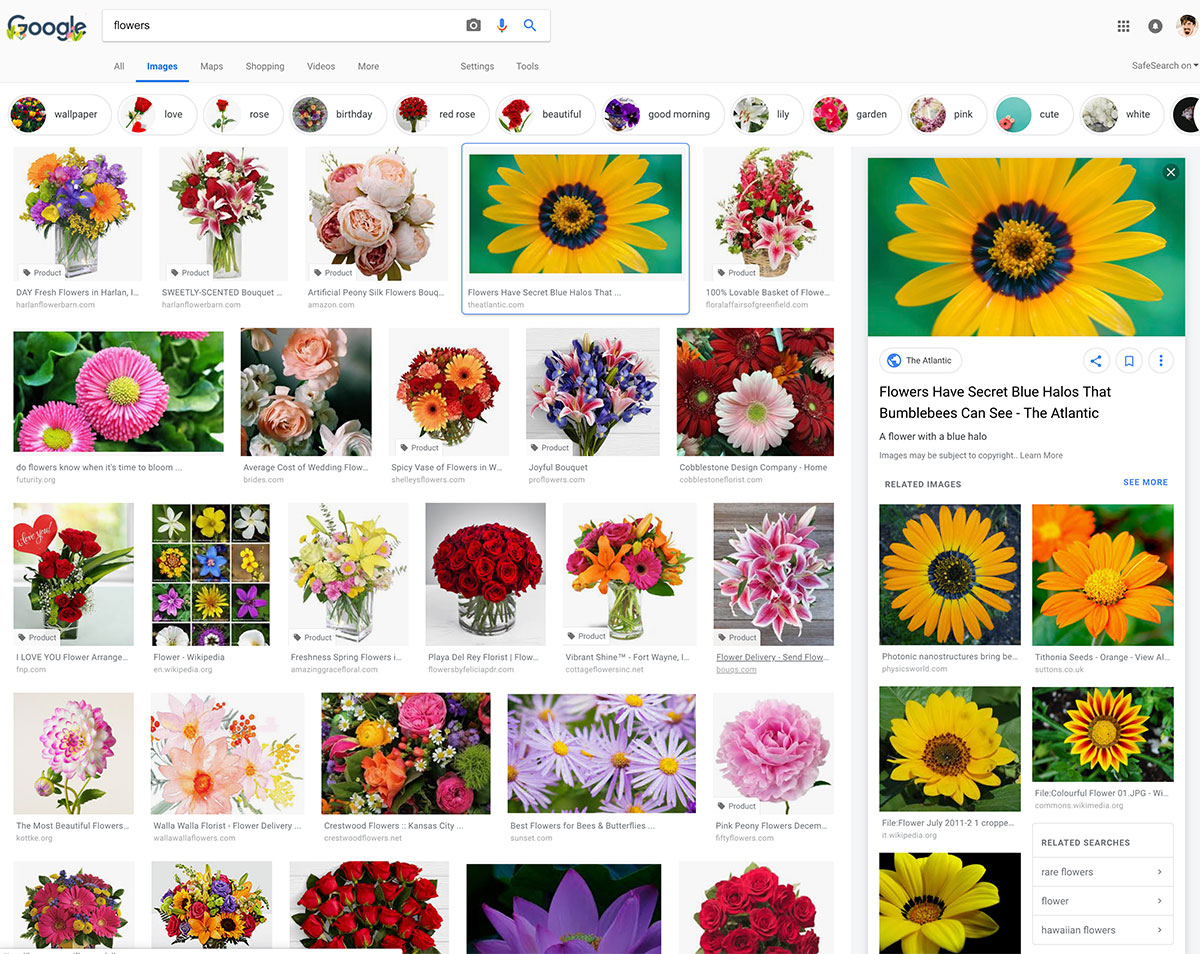 Google
flowers
All Images Maps Shopping Videos More Settings Tools
SafeSearch on
wallpaper love rose birthday red rose beautiful good morning lily garden pink cute white
Product Product Product Product
DAY Fresh Flowers in Harlan, I... SWEETLY-SCENTED Bouquet ... Artificial Peony Silk Flowers Bouq... Flowers Have Secret Blue Halos That ... 100% Lovable Basket of Flowe...
harlanflowerbarn.com harlanflowerbarn.com amazon.com theatlantic.com floralaffairsofgreenfield.com
Product Product
do flowers know when it's time to bloom ... Average Cost of Wedding Flow... Spicy Vase of Flowers in W... Joyful Bouquet Cobblestone Design Company - Home
futurity.org brides.com shelleysflowers.com proflowers.com cobblestoneflorist.com
I love you!
Product Product Product Product
I LOVE YOU Flower Arrange... Flower - Wikipedia Freshness Spring Flowers i... Playa Del Rey Florist | Flow... Vibrant Shine™ - Fort Wayne, I... Flower Delivery - Send Flow...
fnp.com en.wikipedia.org amazinggracefloral.com flowersbyfeliciapdr.com cottageflowersinc.net bouqs.com
Product
The Most Beautiful Flowers... Walla Walla Florist - Flower Delivery ... Crestwood Flowers :: Kansas City ... Best Flowers for Bees & Butterflies ... Pink Peony Flowers Decem...
kottke.org wallawallaflowers.com crestwoodflowers.net sunset.com fiftyflowers.com
The Atlantic
Flowers Have Secret Blue Halos That
Bumblebees Can See - The Atlantic
A flower with a blue halo
Images may be subject to copyright.. Learn More
RELATED IMAGES SEE MORE
Photonic nanostructures bring be... Tithonia Seeds - Orange - View Al...
physicsworld.com suttons.co.uk
File:Colourful Flower 01.JPG - Wi...
commons.wikimedia.org
File:Flower July 2011-2 1 croppe...
it.wikipedia.org
RELATED SEARCHES
rare flowers
flower
hawaiian flowers